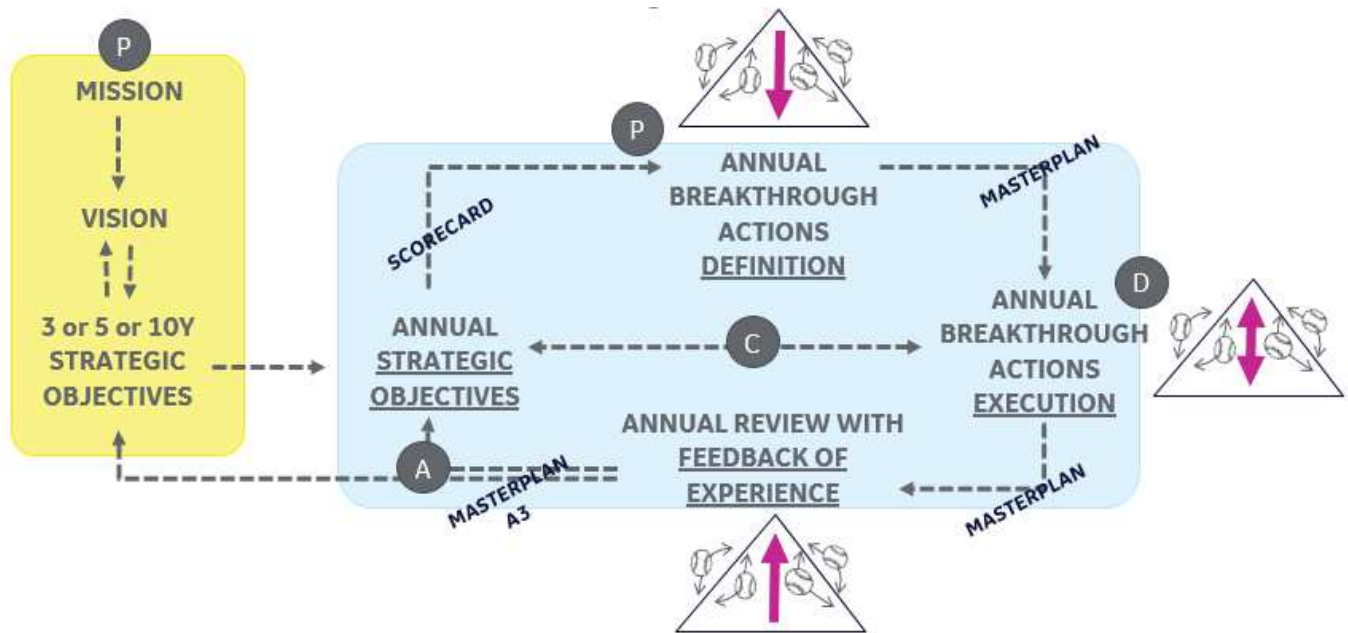 P
MISSION
VISION
3 or 5 or 10Y
STRATEGIC
OBJECTIVES
P
ANNUAL
BREAKTHROUGH
ACTIONS
DEFINITION
SCORECARD
MASTERPLAN
D
ANNUAL
BREAKTHROUGH
ACTIONS
EXECUTION
C
ANNUAL
STRATEGIC
OBJECTIVES
ANNUAL REVIEW WITH
FEEDBACK OF
EXPERIENCE
MASTERPLAN
A
MASTERPLAN
A3